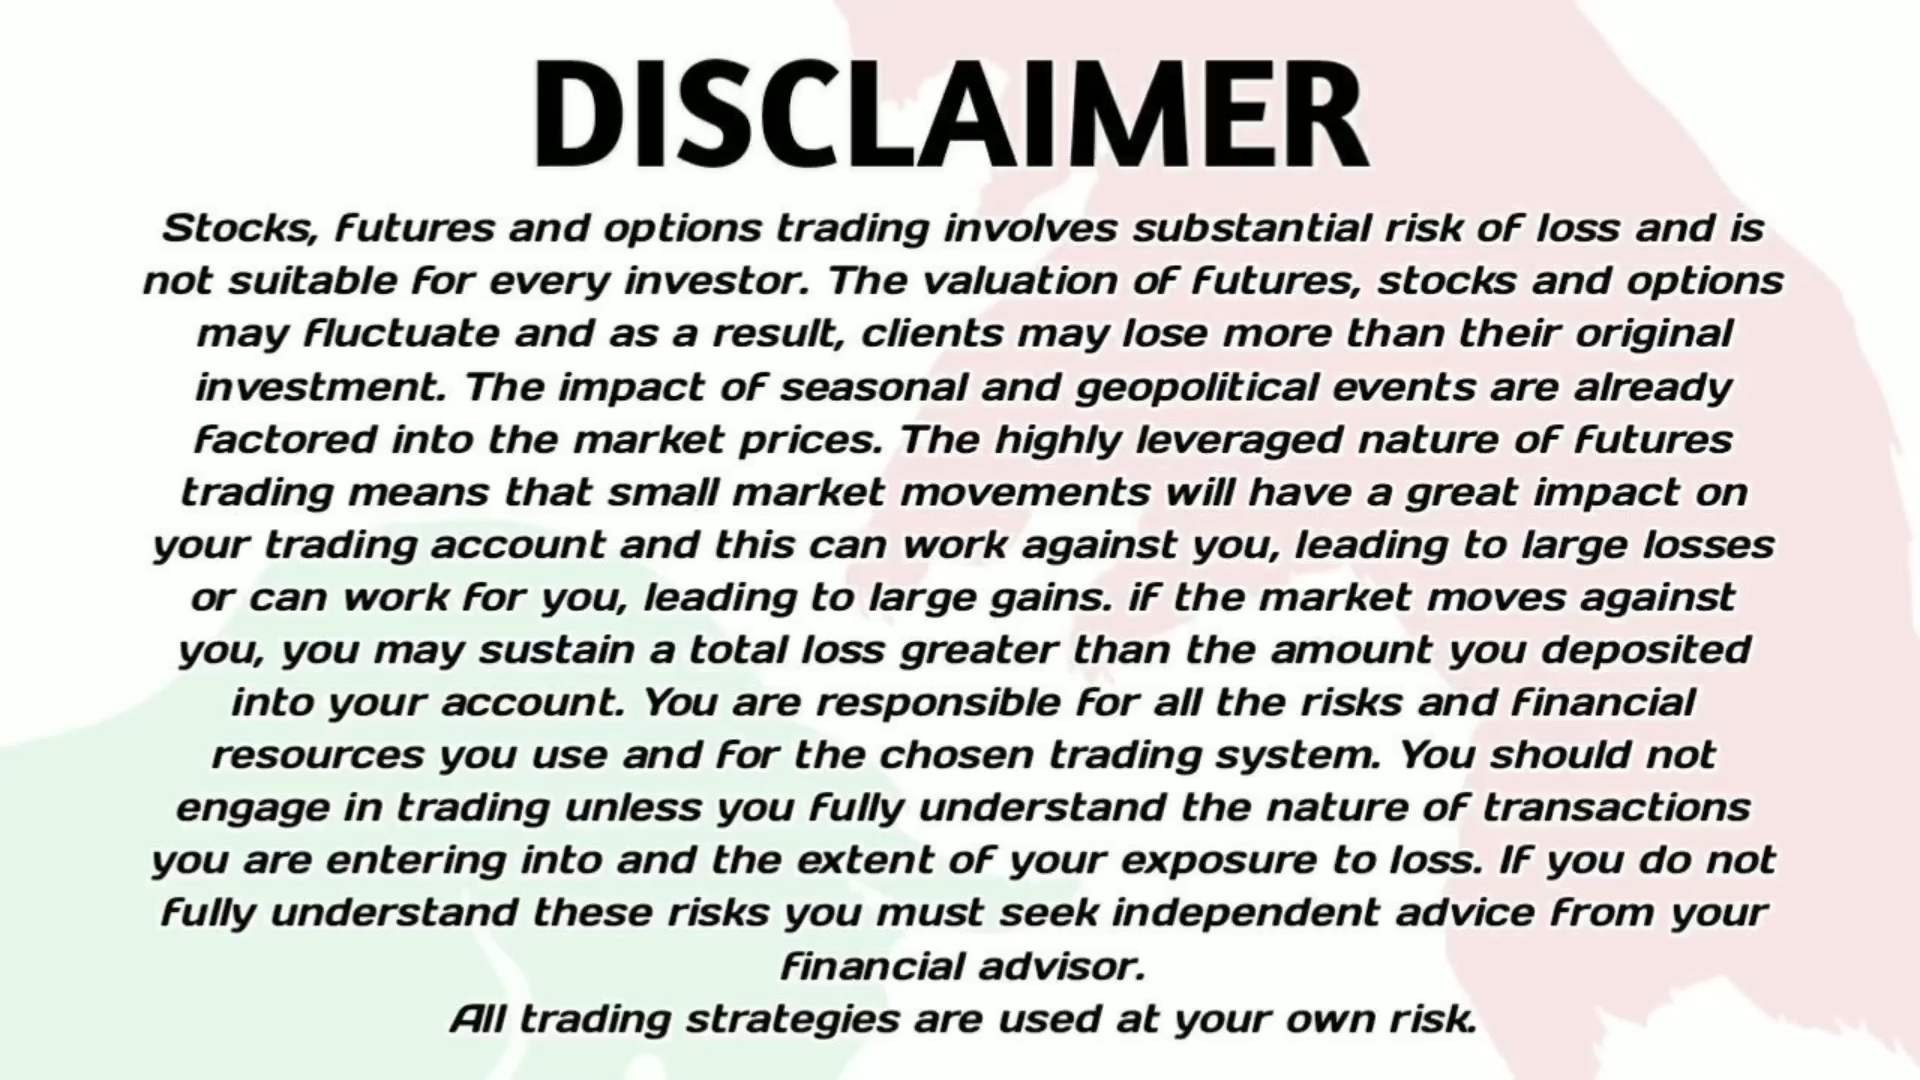 DISCLAIMER
Stocks, futures and options trading involves substantial risk of loss and is
not suitable for every investor. The valuation of futures, stocks and options
may fluctuate and as a result, clients may lose more than their original
investment. The impact of seasonal and geopolitical events are already
factored into the market prices. The highly leveraged nature of futures
trading means that small market movements will have a great impact on
your trading account and this can work against you, leading to large losses
or can work for you, leading to large gains. if the market moves against
you, you may sustain a total loss greater than the amount you deposited
into your account. You are responsible for all the risks and financial
resources you use and for the chosen trading system. You should not
engage in trading unless you fully understand the nature of transactions
you are entering into and the extent of your exposure to loss. If you do not
fully understand these risks you must seek independent advice from your
financial advisor.
All trading strategies are used at your own risk.